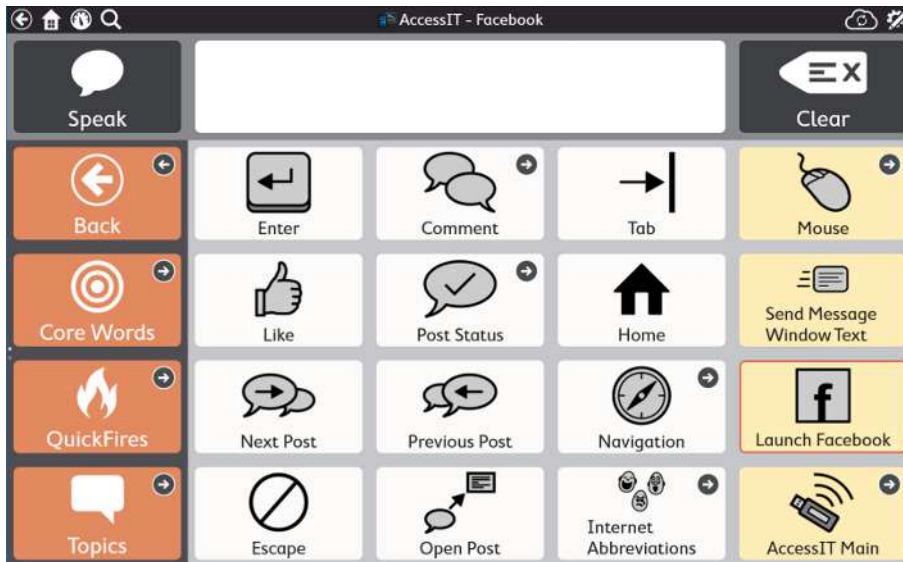 AccessIT - Facebook
Speak
Clear
Back
Enter
Comment
Tab
Mouse
Core Words
Like
Post Status
Home
Send Message
Window Text
QuickFires
Next Post
Previous Post
Navigation
f
Launch Facebook
Topics
Escape
Open Post
Internet
Abbreviations
AccessIT Main